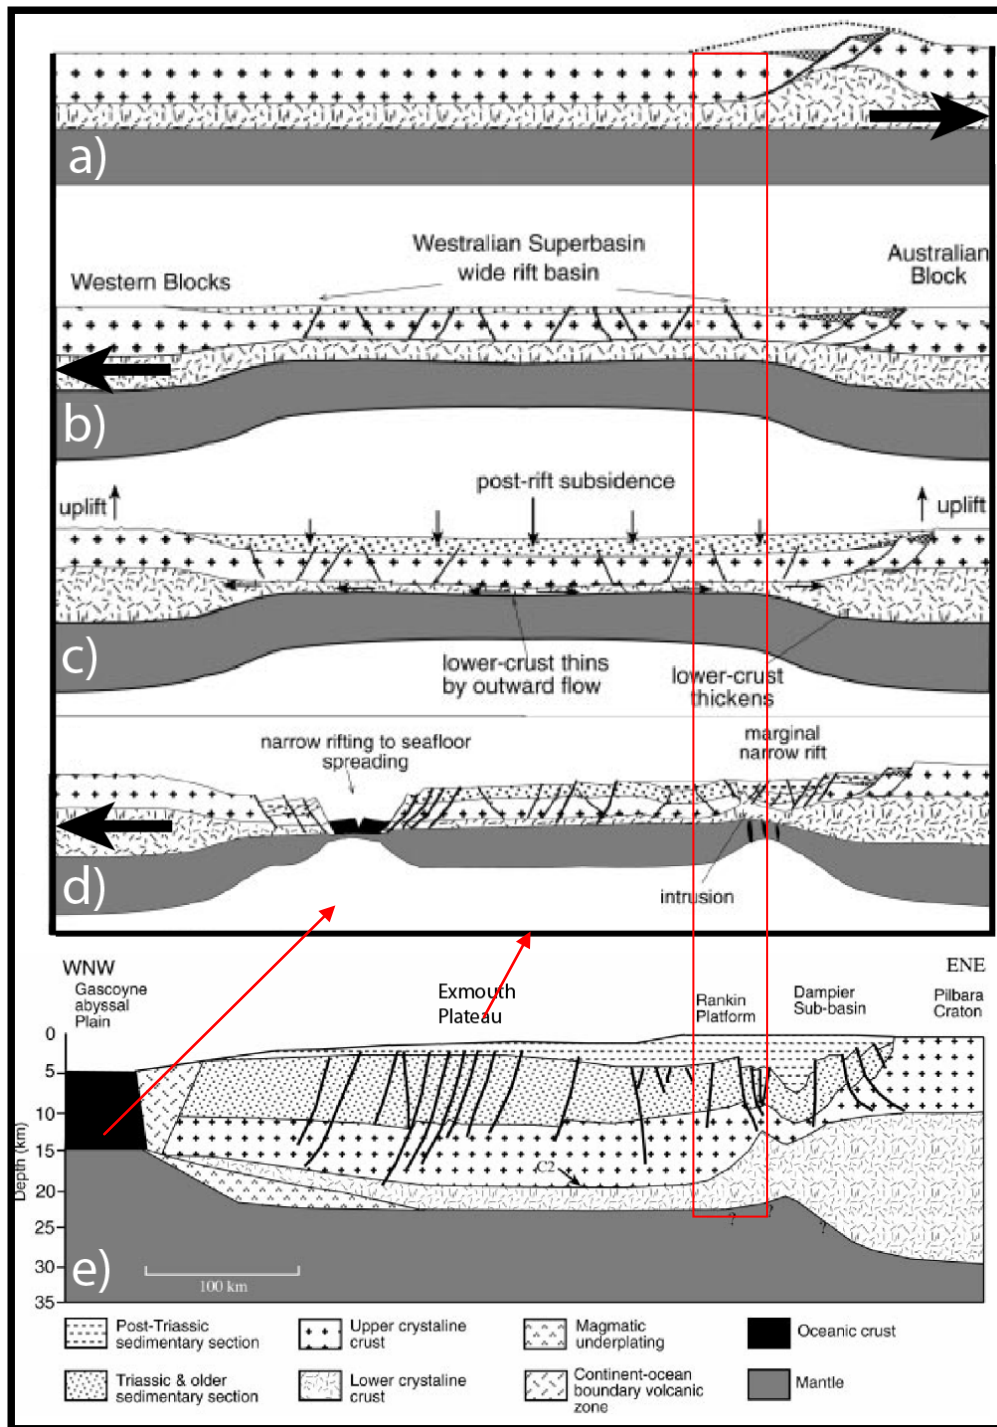 a)
Westralian Superbasin
wide rift basin
Western Blocks
Australian
Block
b)
uplift
post-rift subsidence
uplift
c)
lower-crust thins
by outward flow
lower-crust
thickens
narrow rifting to seafloor
spreading
marginal
narrow rift
d)
intrusion
WNW
ENE
Gascoyne
abyssal
Plain
Exmouth
Plateau
Rankin
Platform
Dampier
Sub-basin
Pilbara
Craton
0
5
10
15
20
25
30
35
Depth (km)
C2
? ? ?
e)
100 km
Post-Triassic
sedimentary section
Upper crystaline
crust
Magmatic
underplating
Oceanic crust
Triassic & older
sedimentary section
Lower crystaline
crust
Continent-ocean
boundary volcanic
zone
Mantle